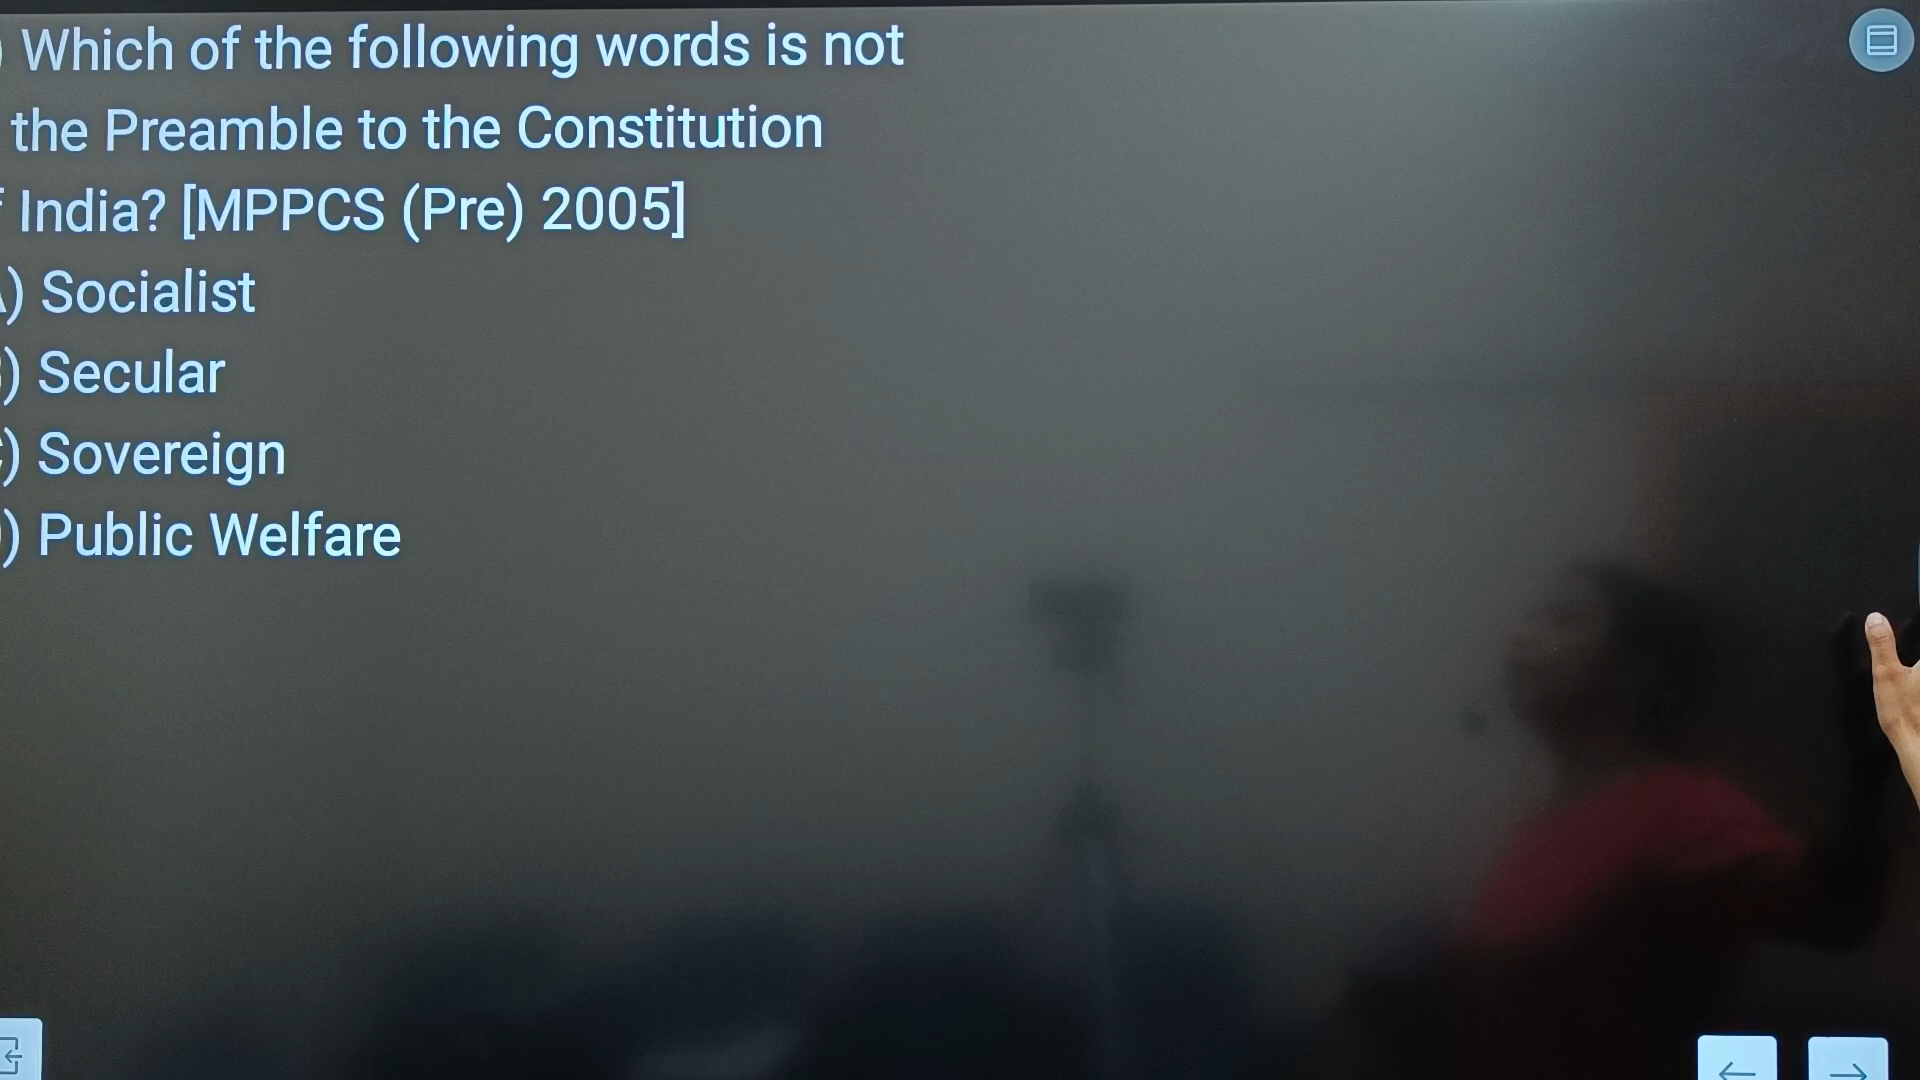 ) Which of the following words is not
the Preamble to the Constitution
India? [MPPCS (Pre) 2005]
) Socialist
) Secular
) Sovereign
) Public Welfare